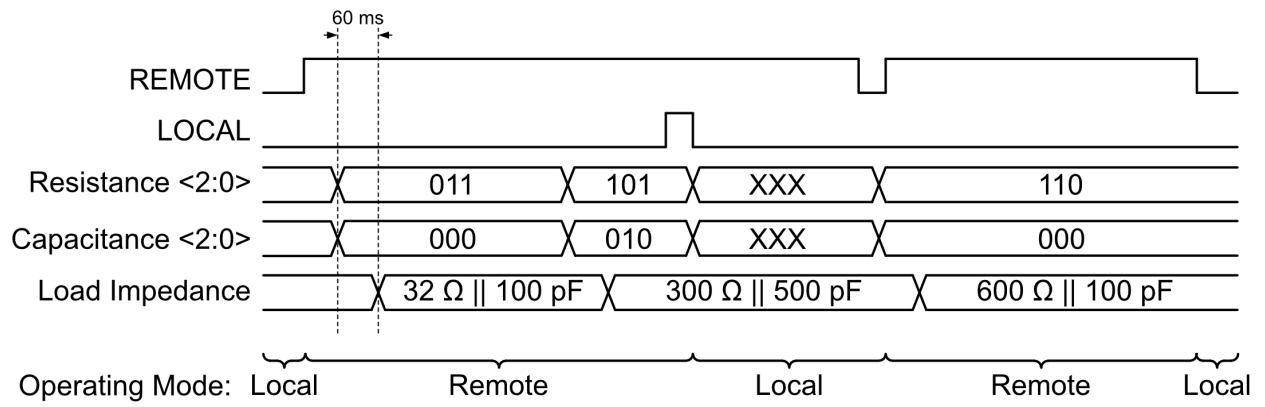 60 ms
REMOTE
LOCAL
Resistance <2:0> 011 101 XXX 110
Capacitance <2:0> 000 010 XXX 000
Load Impedance 32 Ω || 100 pF 300 Ω || 500 pF 600 Ω || 100 pF
Operating Mode: Local Remote Local Remote Local